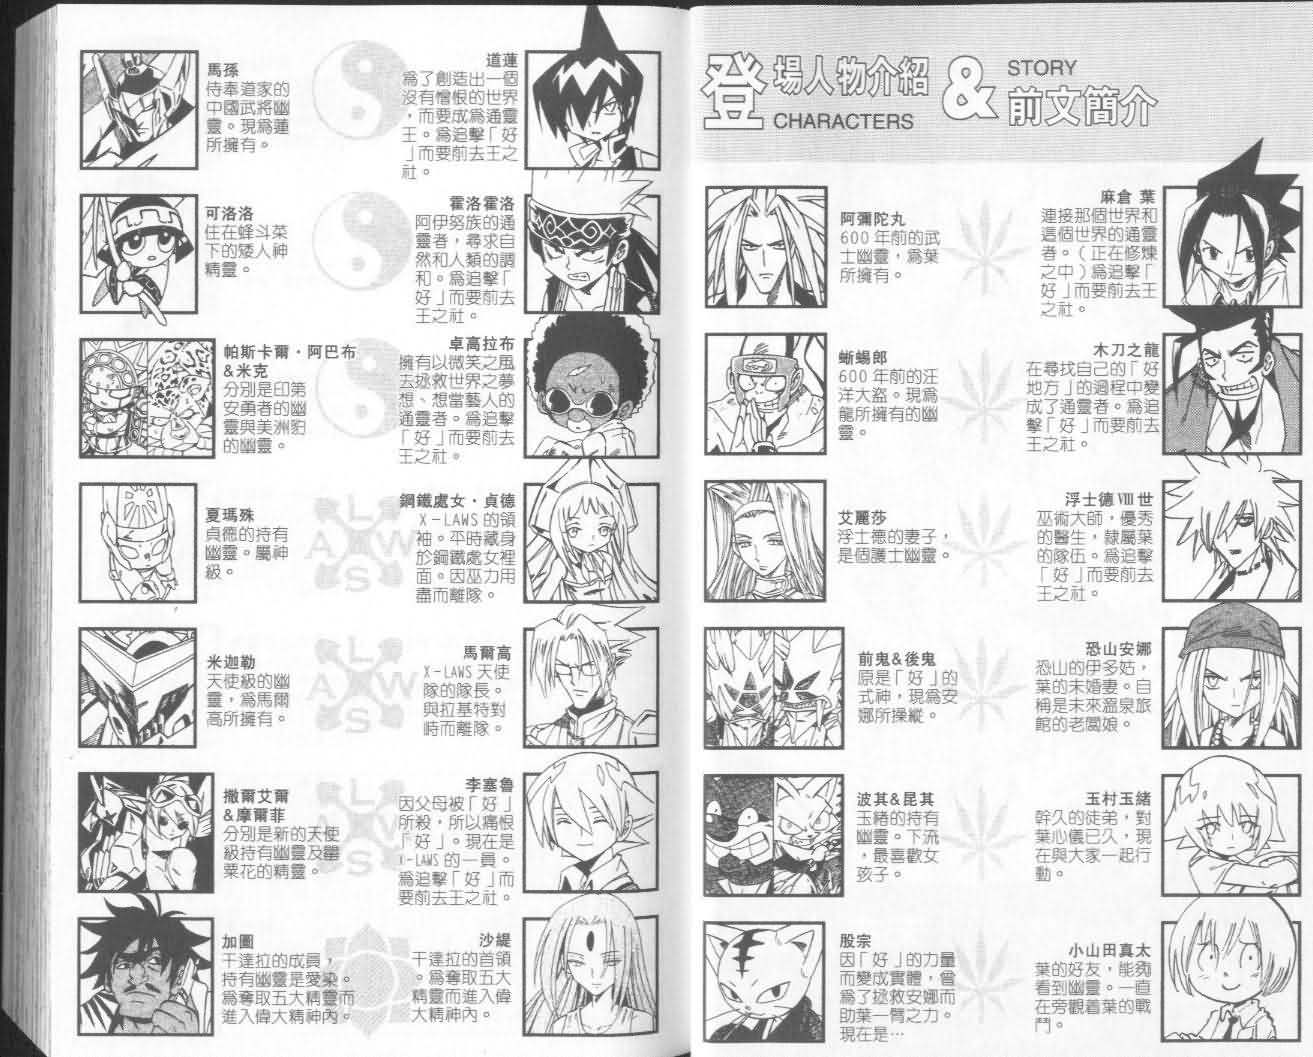 登場人物介紹
CHARACTERS
&
STORY
前文簡介
麻倉 葉
連接那個世界和
這個世界的通靈
者。(正在修煉
之中)為追擊「
好」而要前去王
之社。
阿彌陀丸
600年前的武
士幽靈，為葉
所擁有。
木刀之龍
在尋找自己的「好
地方」的過程中變
成了通靈者。為追
擊「好」而要前去
王之社。
蜥蜴郎
600年前的汪
洋大盜。現為
龍所擁有的幽
靈。
浮士德VIII世
巫術大師，優秀
的醫生，隸屬葉
的隊伍。為追擊
「好」而要前去
王之社。
艾麗莎
浮士德的妻子，
是個護士幽靈。
恐山安娜
恐山的伊多姑，
葉的未婚妻。自
稱是未來溫泉旅
館的老闆娘。
前鬼&後鬼
原是「好」的
式神，現為安
娜所操縱。
玉村玉緒
幹久的徒弟，對
葉心儀已久，現
在與大家一起行
動。
波其&昆其
玉緒的持有
幽靈。下流
，最喜歡女
孩子。
小山田真太
葉的好友，能夠
看到幽靈。一直
在旁觀着葉的戰
鬥。
股宗
因「好」的力量
而變成實體，曾
為了拯救安娜而
助葉一臂之力。
現在是…
道蓮
為了創造出一個
沒有憎恨的世界
，而要成為通靈
王。為追擊「好
」而要前去王之
社。
馬孫
侍奉道家的
中國武將幽
靈。現為蓮
所擁有。
霍洛霍洛
阿伊努族的通
靈者，尋求自
然和人類的調
和。為追擊「
好」而要前去
王之社。
可洛洛
住在蜂斗菜
下的矮人神
精靈。
卓高拉布
擁有以微笑之風
去拯救世界之夢
想、想當藝人的
通靈者。為追擊
「好」而要前去
王之社。
帕斯卡爾・阿巴布
&米克
分別是印第
安勇者的幽
靈與美洲豹
的幽靈。
鋼鐵處女・貞德
X-LAWS的領
袖。平時藏身
於鋼鐵處女裡
面。因巫力用
盡而離隊。
夏瑪殊
貞德的持有
幽靈。屬神
級。
馬爾高
X-LAWS天使
隊的隊長。
與拉基特對
峙而離隊。
米迦勒
天使級的幽
靈，為馬爾
高所擁有。
李塞魯
因父母被「好」
所殺，所以痛恨
「好」。現在是
X-LAWS的一員。
為追擊「好」而
要前去王之社。
撒爾艾爾
&摩爾菲
分別是新的天使
級持有幽靈及罌
粟花的精靈。
沙緹
干達拉的首領
。為奪取五大
精靈而進入偉
大精神內。
加圖
干達拉的成員，
持有幽靈是愛染。
為奪取五大精靈而
進入偉大精神內。